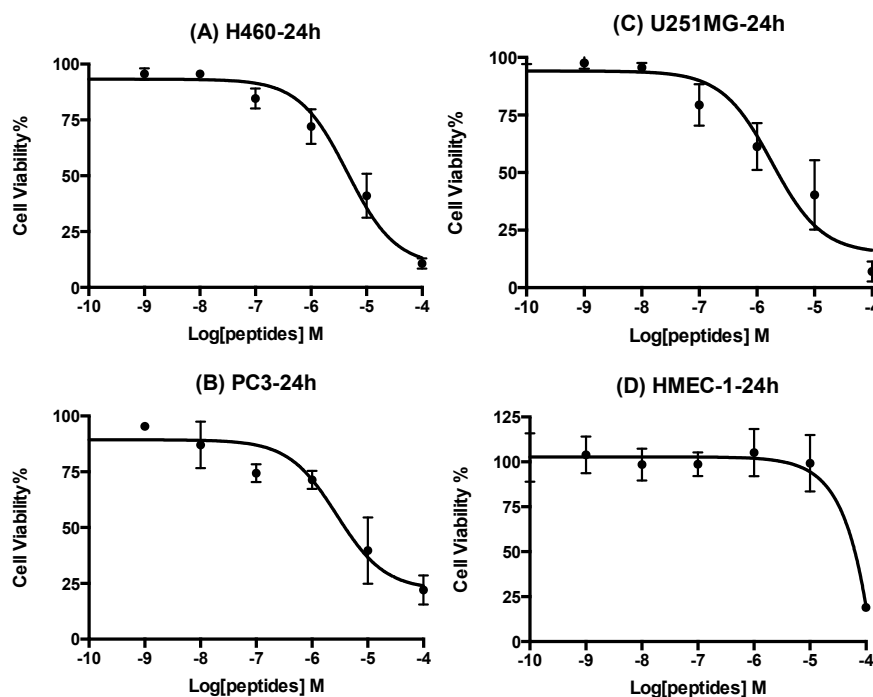 (A) H460-24h
100
75
50
25
0
Cell Viability%
-10 -9 -8 -7 -6 -5 -4
Log[peptides] M
(C) U251MG-24h
100
75
50
25
0
Cell Viability%
-10 -9 -8 -7 -6 -5 -4
Log[peptides] M
(B) PC3-24h
100
75
50
25
0
Cell Viability%
-10 -9 -8 -7 -6 -5 -4
Log[peptides] M
(D) HMEC-1-24h
125
100
75
50
25
0
Cell Viability %
-10 -9 -8 -7 -6 -5 -4
Log[peptides] M